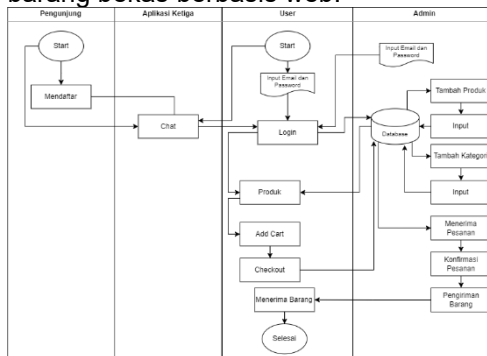 barang bekas berbasis web.
Pengunjung
Aplikasi Ketiga
User
Admin
Start
Start
Input Email dan
Password
Input Email dan
Password
Mendaftar
Chat
Login
Database
Tambah Produk
Input
Tambah Kategori
Input
Produk
Add Cart
Checkout
Menerima
Pesanan
Konfirmasi
Pesanan
Pengiriman
Barang
Menerima Barang
Selesai